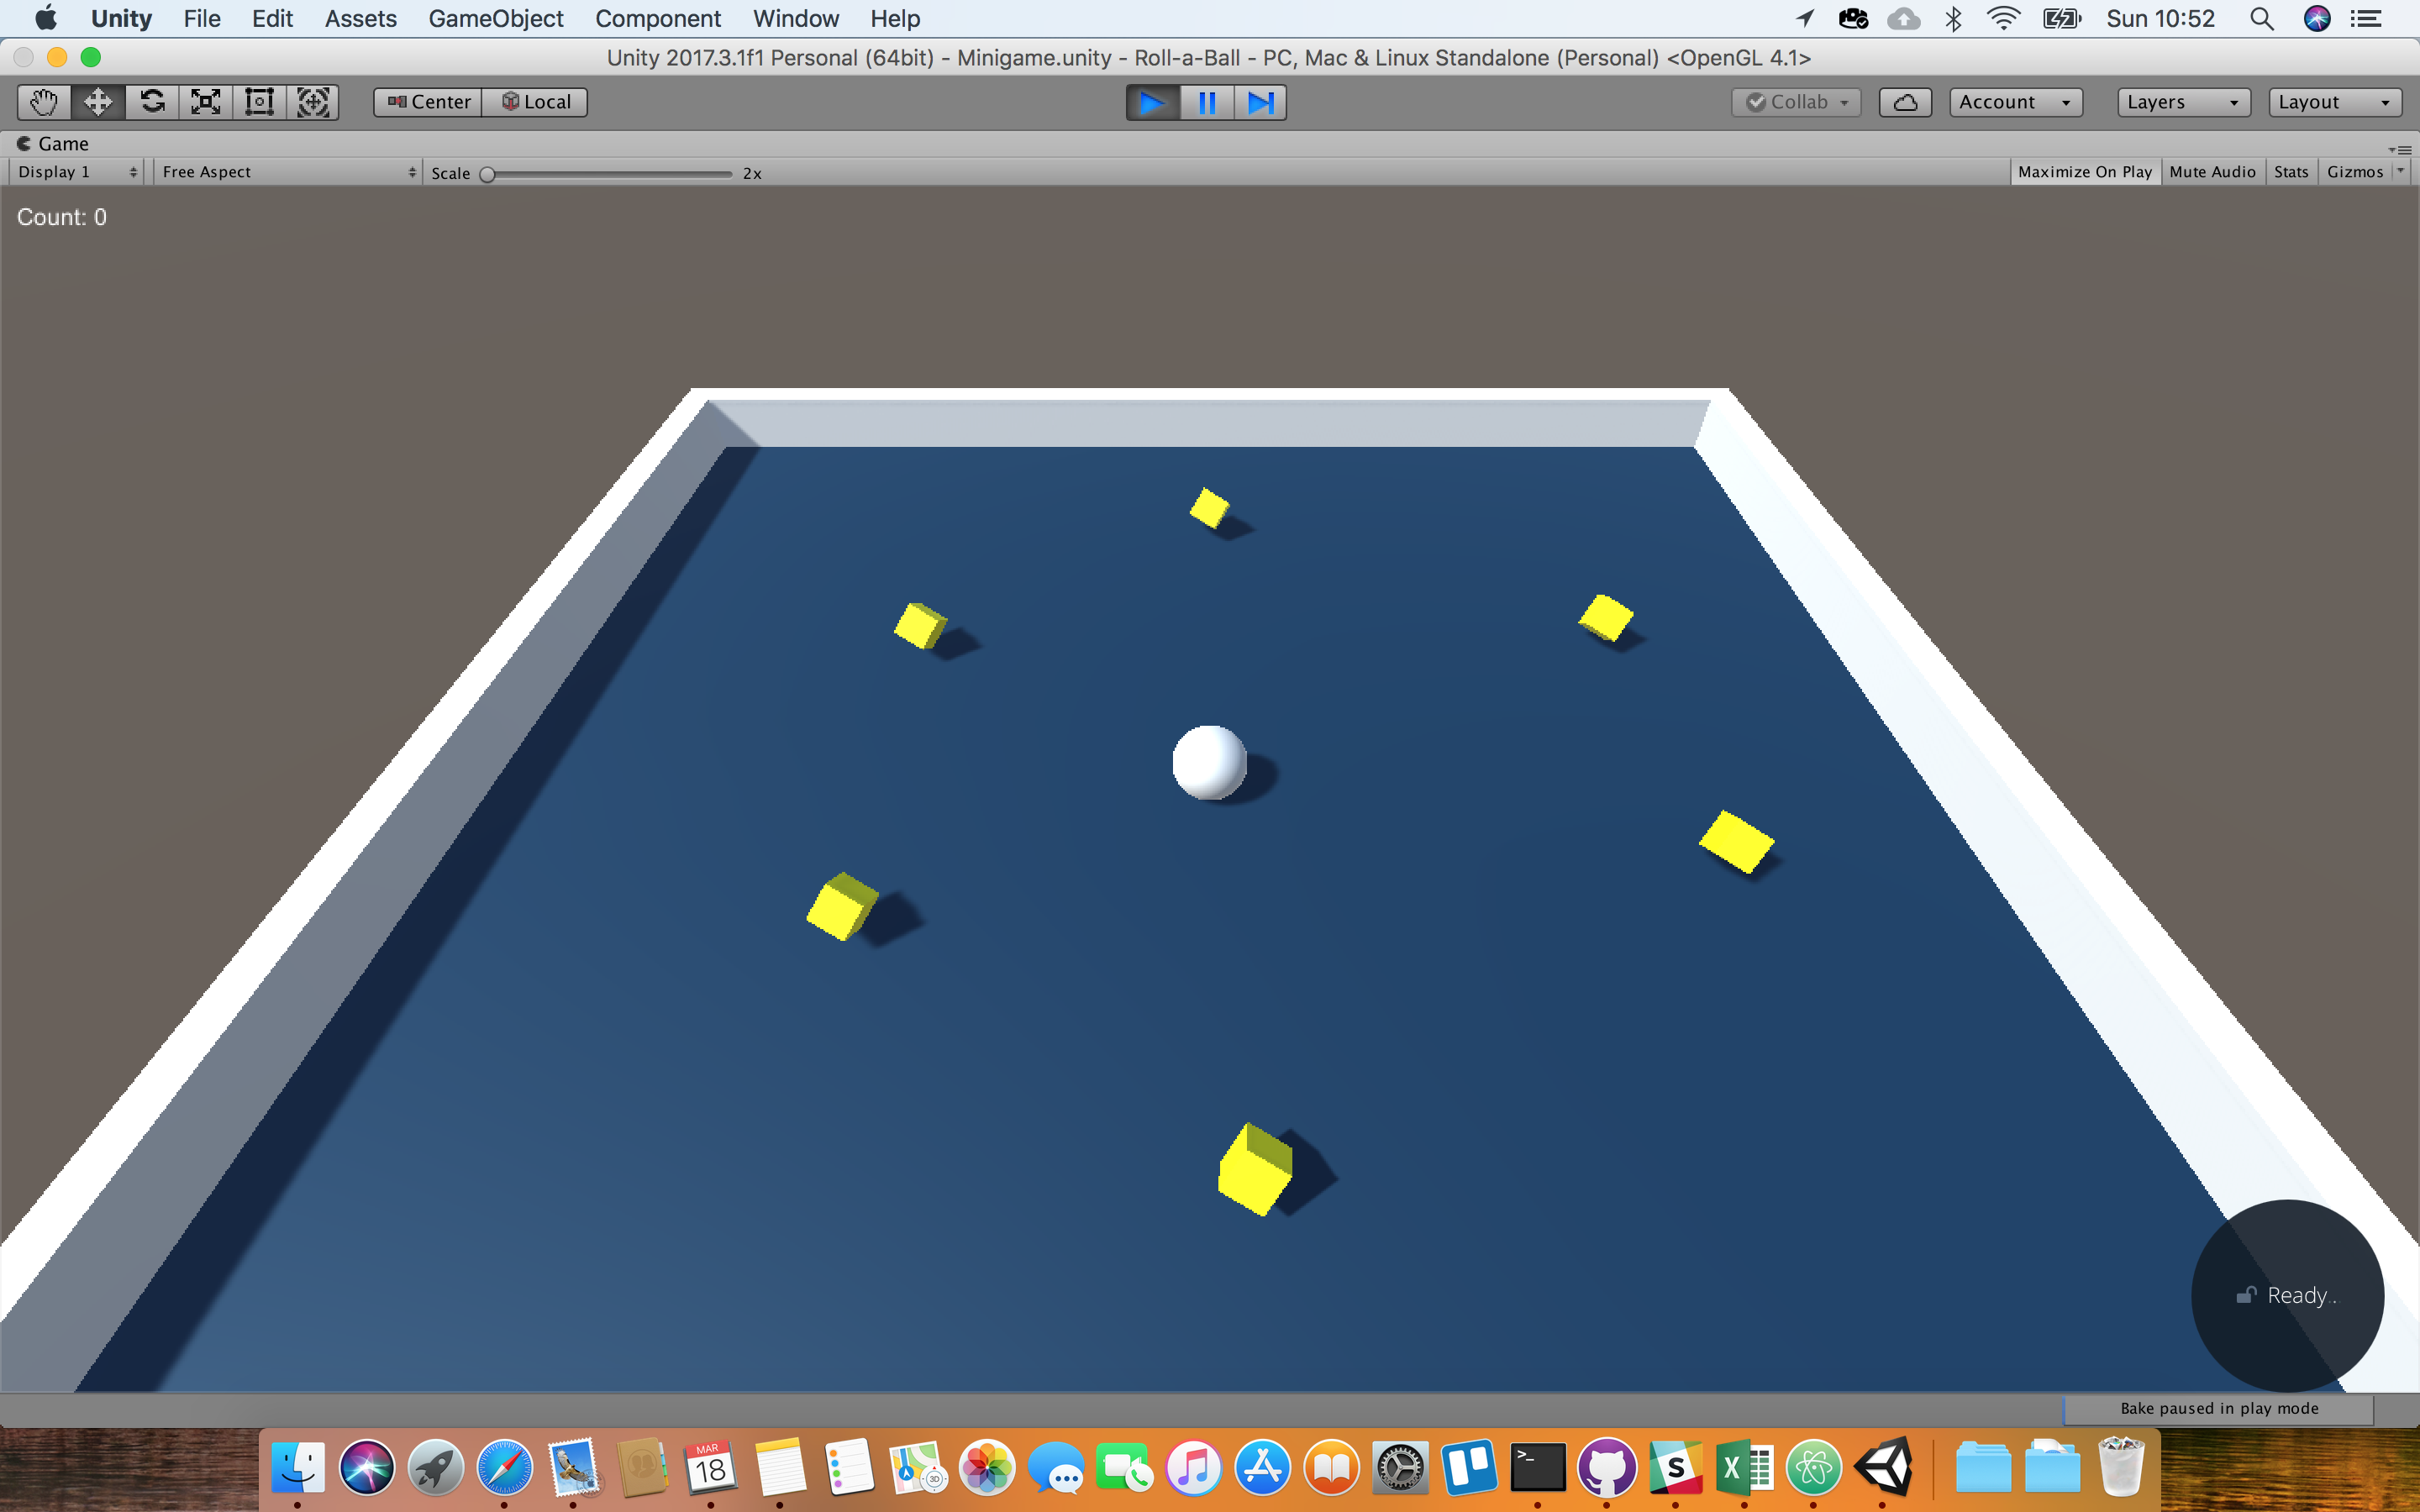 Unity File Edit Assets GameObject Component Window Help Sun 10:52
Unity 2017.3.1f1 Personal (64bit) - Minigame.unity - Roll-a-Ball - PC, Mac & Linux Standalone (Personal) <OpenGL 4.1>
Center Local Collab Account Layers Layout
Game
Display 1 Free Aspect Scale 2x Maximize On Play Mute Audio Stats Gizmos
Count: 0
Ready..
Bake paused in play mode
MAR
18
3D
>_
S
X